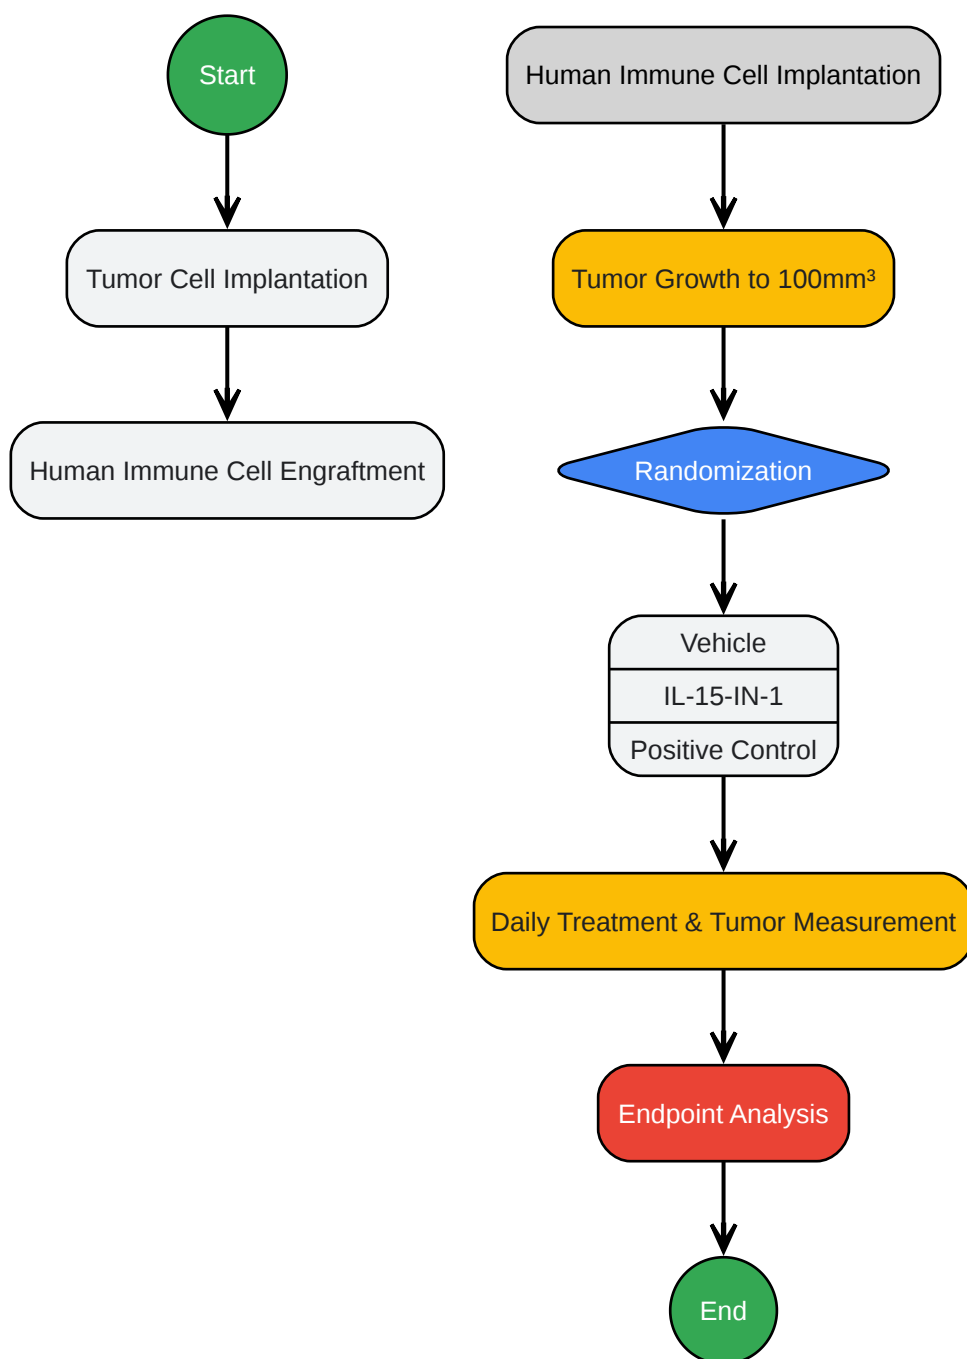 Start
Tumor Cell Implantation
Human Immune Cell Engraftment
Human Immune Cell Implantation
Tumor Growth to 100mm³
Randomization
Vehicle
IL-15-IN-1
Positive Control
Daily Treatment & Tumor Measurement
Endpoint Analysis
End